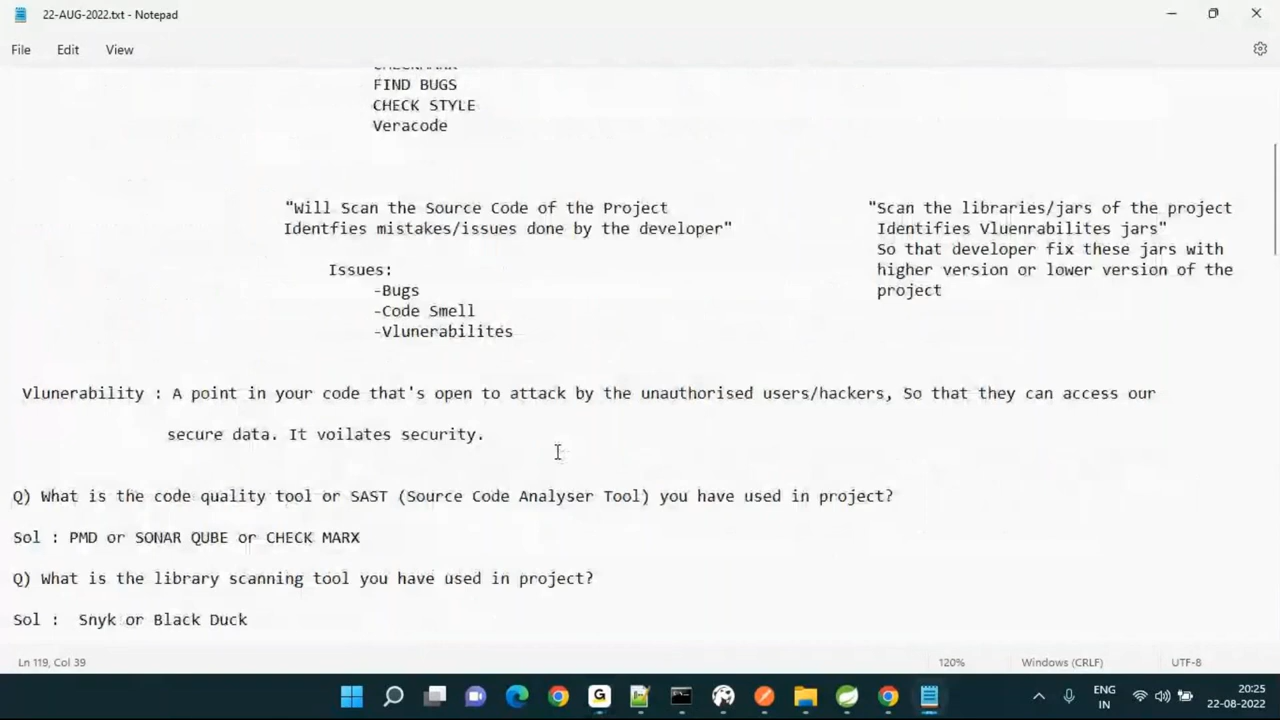 22-AUG-2022.txt - Notepad
File Edit View
CHECKMARX
FIND BUGS
CHECK STYLE
Veracode
"Will Scan the Source Code of the Project
Identfies mistakes/issues done by the developer"
Issues:
-Bugs
-Code Smell
-Vlunerabilites
"Scan the libraries/jars of the project
Identifies Vluenrabilites jars"
So that developer fix these jars with
higher version or lower version of the
project
Vlunerability : A point in your code that's open to attack by the unauthorised users/hackers, So that they can access our
secure data. It voilates security.
Q) What is the code quality tool or SAST (Source Code Analyser Tool) you have used in project?
Sol : PMD or SONAR QUBE or CHECK MARX
Q) What is the library scanning tool you have used in project?
Sol : Snyk or Black Duck
Ln 119, Col 39 120% Windows (CRLF) UTF-8
ENG
IN
20:25
22-08-2022